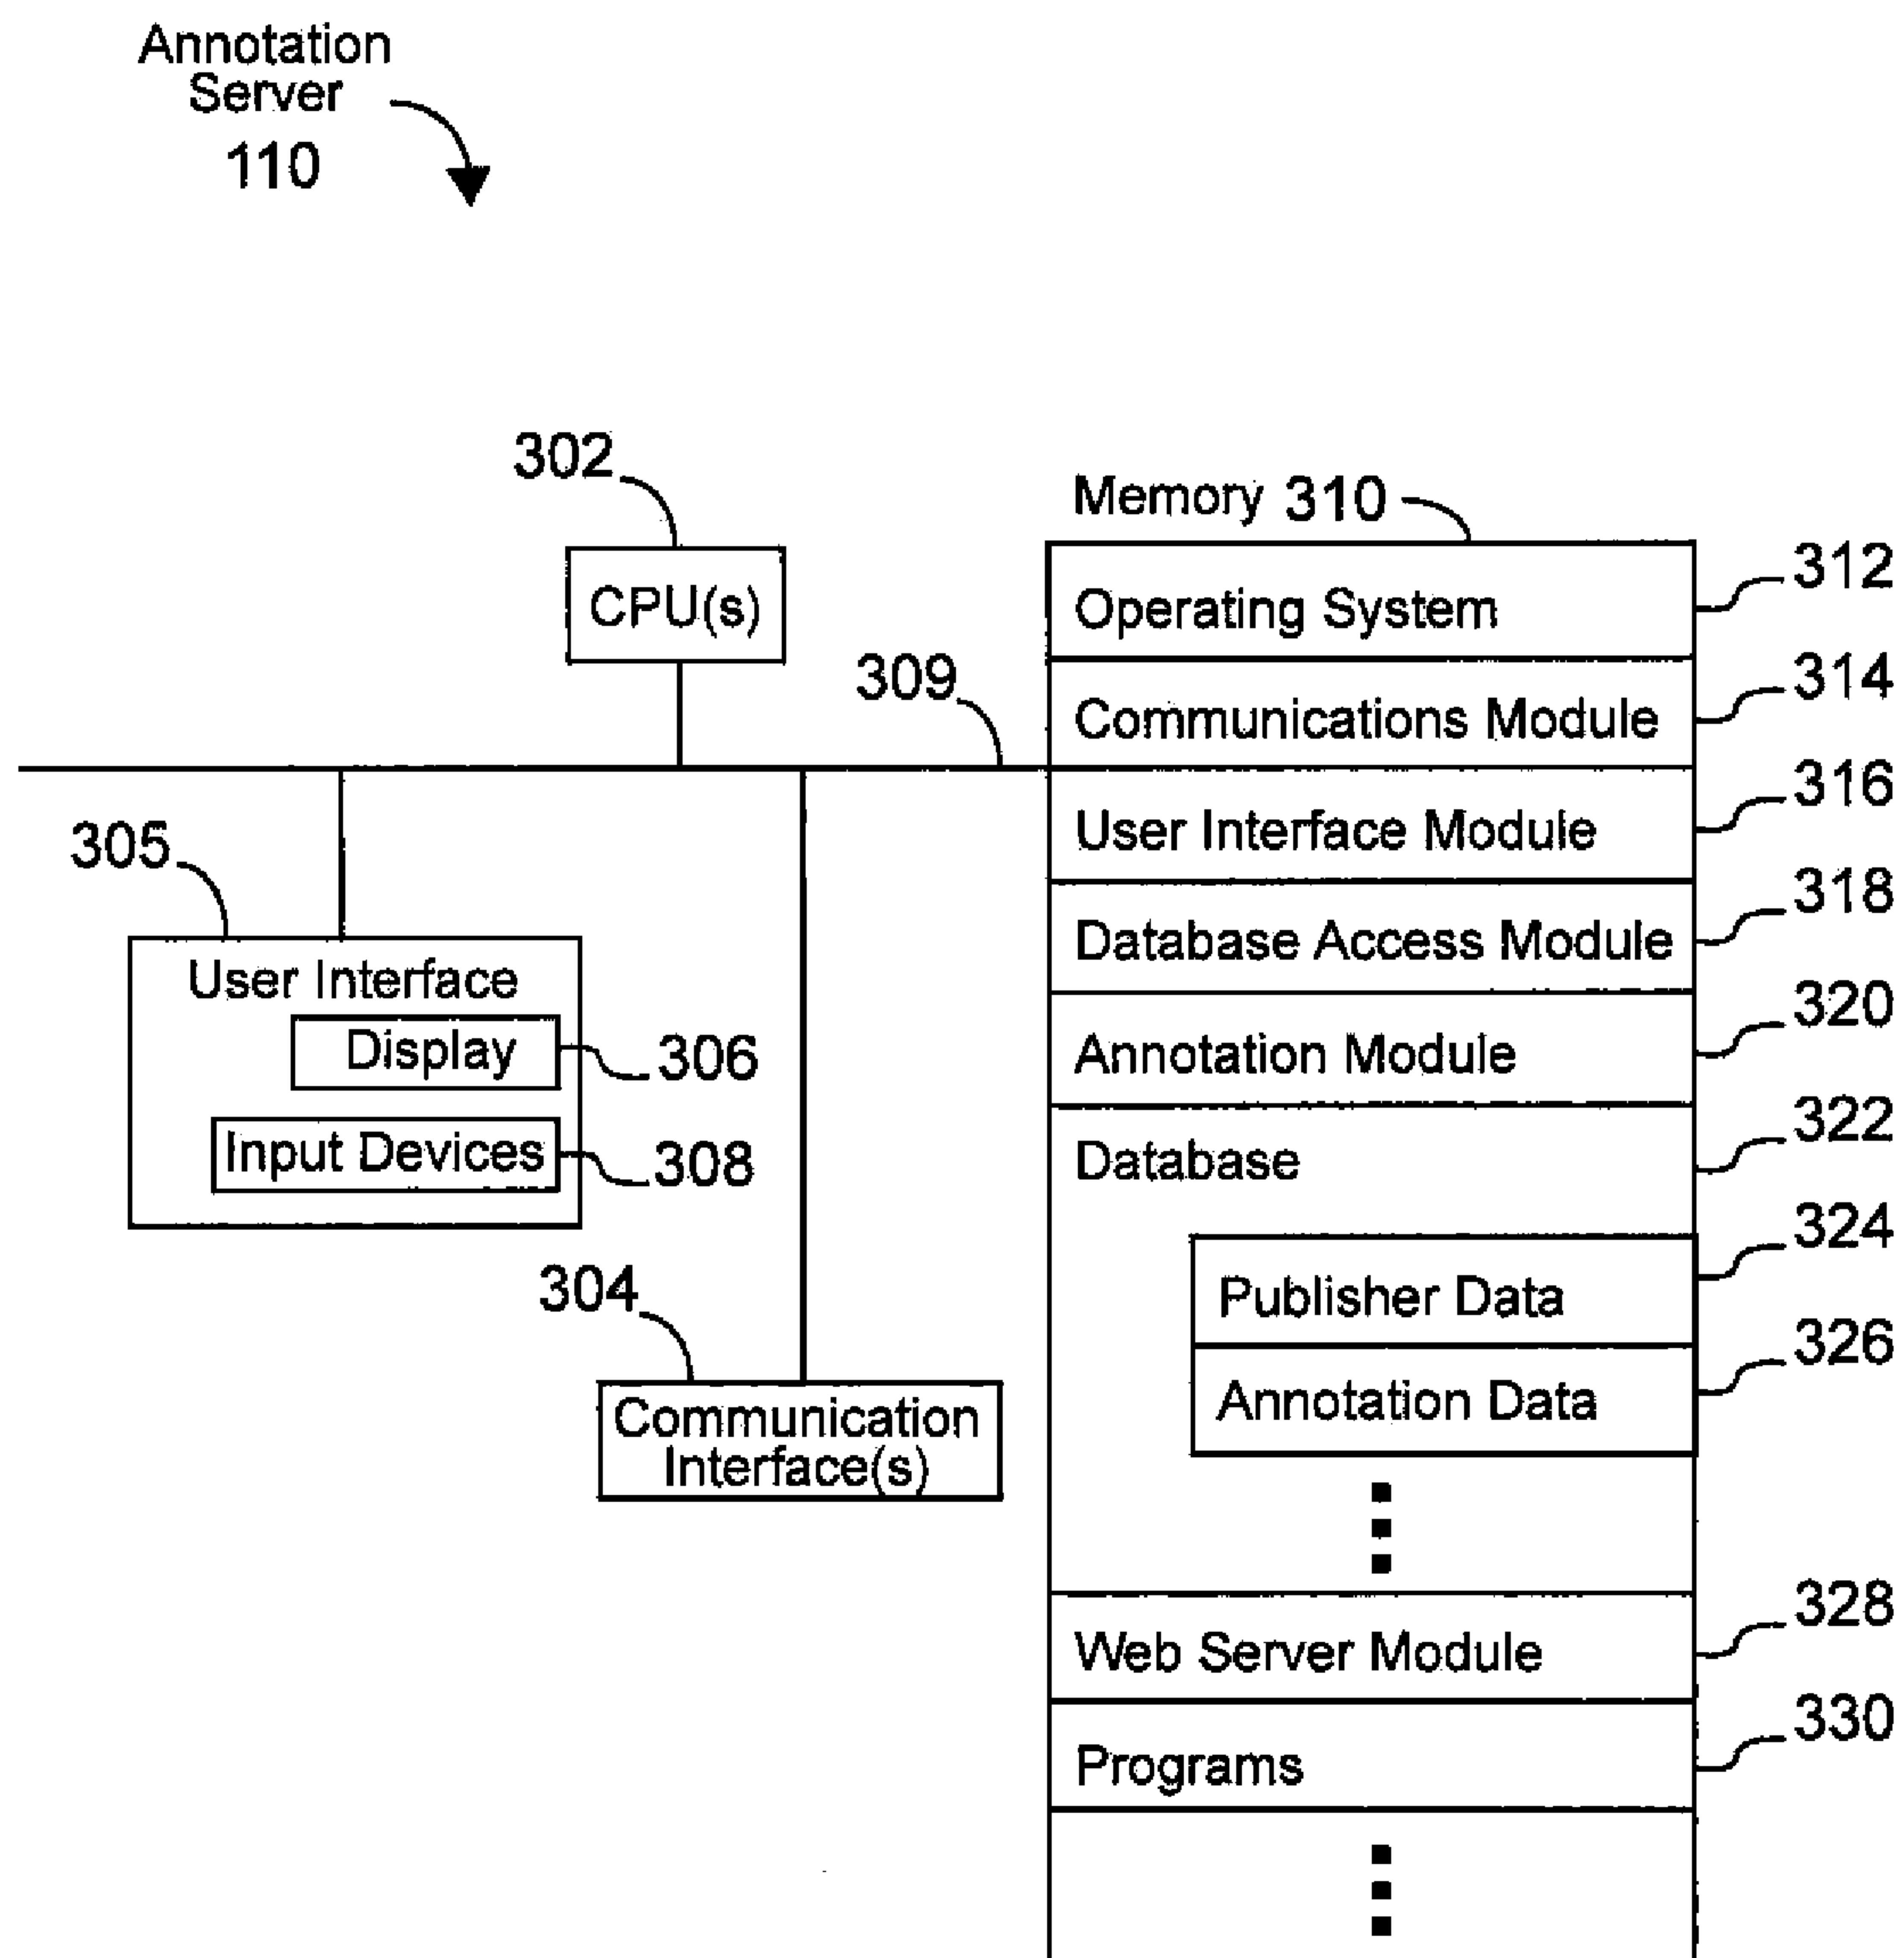 Annotation
Server
110
302
CPU(s)
309
305
User Interface
Display
306
Input Devices
308
304
Communication
Interface(s)
Memory 310
Operating System
312
Communications Module
314
User Interface Module
316
Database Access Module
318
Annotation Module
320
Database
322
Publisher Data
324
Annotation Data
326
Web Server Module
328
Programs
330